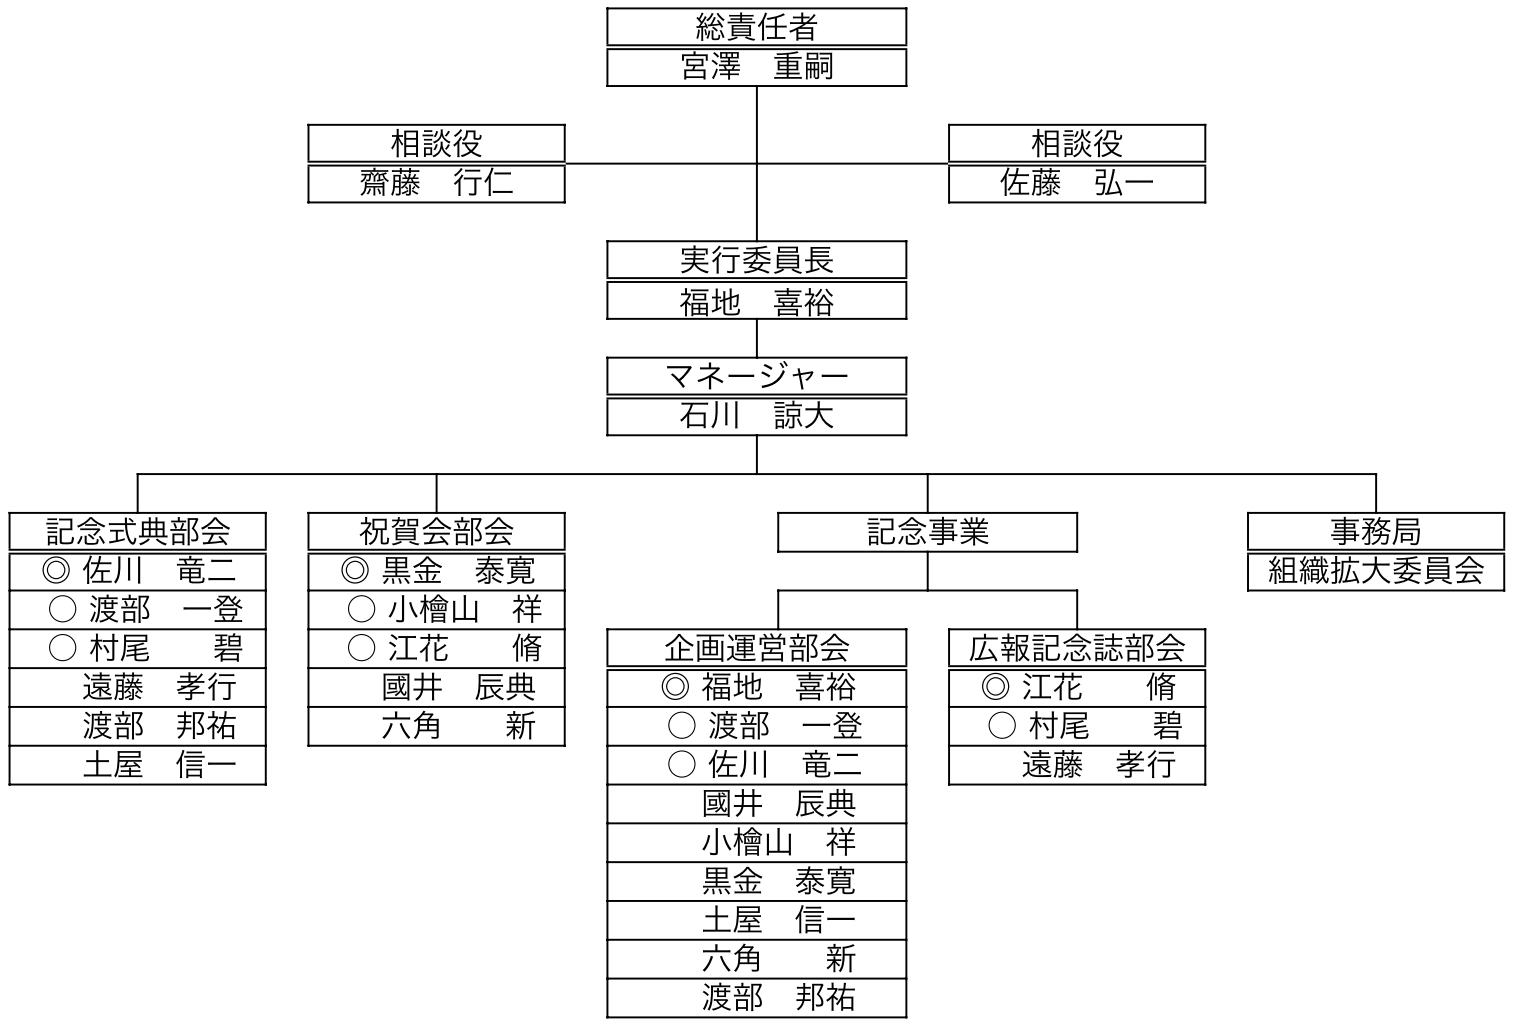 総責任者
宮澤　重嗣
相談役
齋藤　行仁
相談役
佐藤　弘一
実行委員長
福地　喜裕
マネージャー
石川　諒大
記念式典部会
◎ 佐川　竜二
○ 渡部　一登
○ 村尾　　碧
遠藤　孝行
渡部　邦祐
土屋　信一
祝賀会部会
◎ 黒金　泰寛
○ 小檜山　祥
○ 江花　　脩
國井　辰典
六角　　新
記念事業
企画運営部会
◎ 福地　喜裕
○ 渡部　一登
○ 佐川　竜二
國井　辰典
小檜山　祥
黒金　泰寛
土屋　信一
六角　　新
渡部　邦祐
広報記念誌部会
◎ 江花　　脩
○ 村尾　　碧
遠藤　孝行
事務局
組織拡大委員会